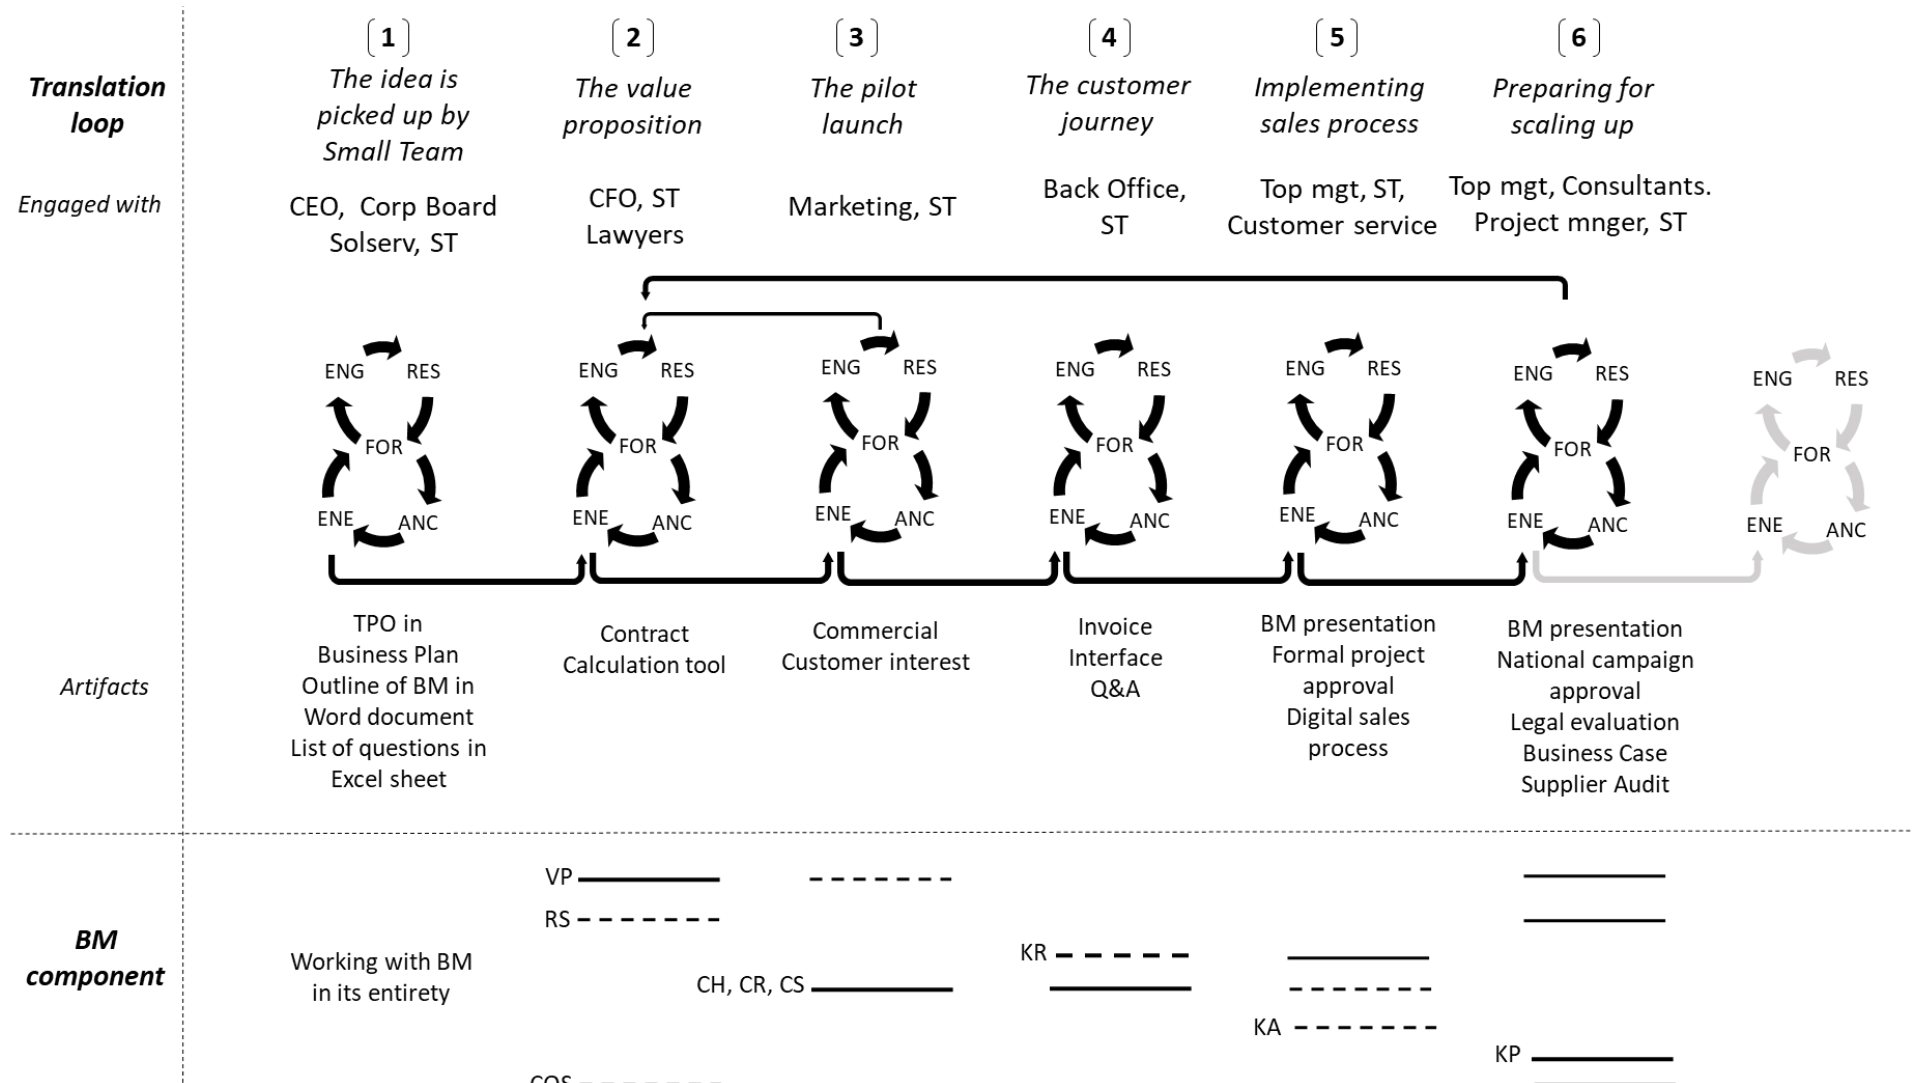 1
2
3
4
5
6
Translation
loop
The idea is
picked up by
Small Team
The value
proposition
The pilot
launch
The customer
journey
Implementing
sales process
Preparing for
scaling up
Engaged with
CEO, Corp Board
Solserv, ST
CFO, ST
Lawyers
Marketing, ST
Back Office,
ST
Top mgt, ST,
Customer service
Top mgt, Consultants.
Project mnger, ST
ENG RES
FOR
ENE ANC
ENG RES
FOR
ENE ANC
ENG RES
FOR
ENE ANC
ENG RES
FOR
ENE ANC
ENG RES
FOR
ENE ANC
ENG RES
FOR
ENE ANC
ENG RES
FOR
ENE ANC
Artifacts
TPO in
Business Plan
Outline of BM in
Word document
List of questions in
Excel sheet
Contract
Calculation tool
Commercial
Customer interest
Invoice
Interface
Q&A
BM presentation
Formal project
approval
Digital sales
process
BM presentation
National campaign
approval
Legal evaluation
Business Case
Supplier Audit
BM
component
Working with BM
in its entirety
VP
RS
KR
CH, CR, CS
KA
KP